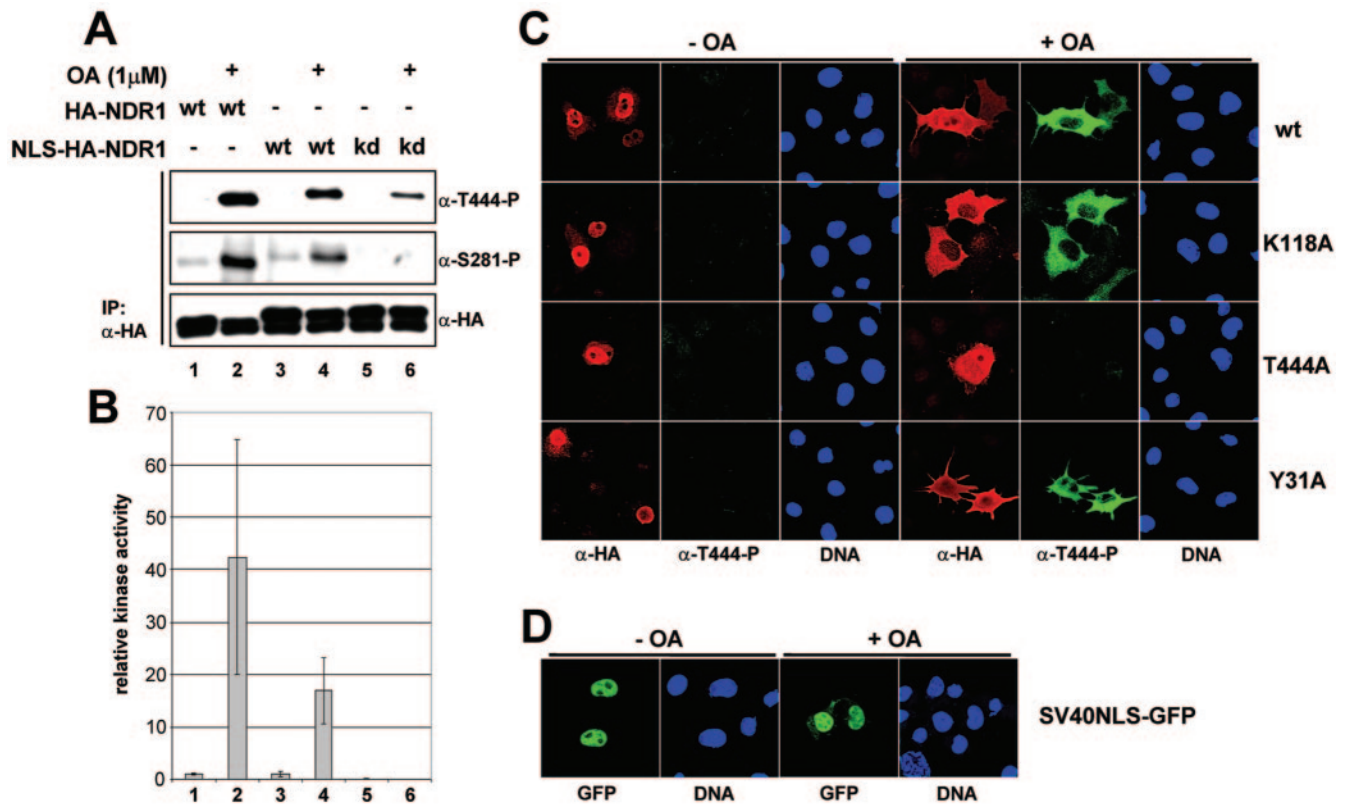 A
OA (1μM) + + +
HA-NDR1 wt wt - - - -
NLS-HA-NDR1 - - wt wt kd kd
α-T444-P
α-S281-P
IP:
α-HA
α-HA
1 2 3 4 5 6
B
relative kinase activity
70
60
50
40
30
20
10
0
1 2 3 4 5 6
C
- OA + OA
wt
K118A
T444A
Y31A
α-HA α-T444-P DNA α-HA α-T444-P DNA
D
- OA + OA
SV40NLS-GFP
GFP DNA GFP DNA